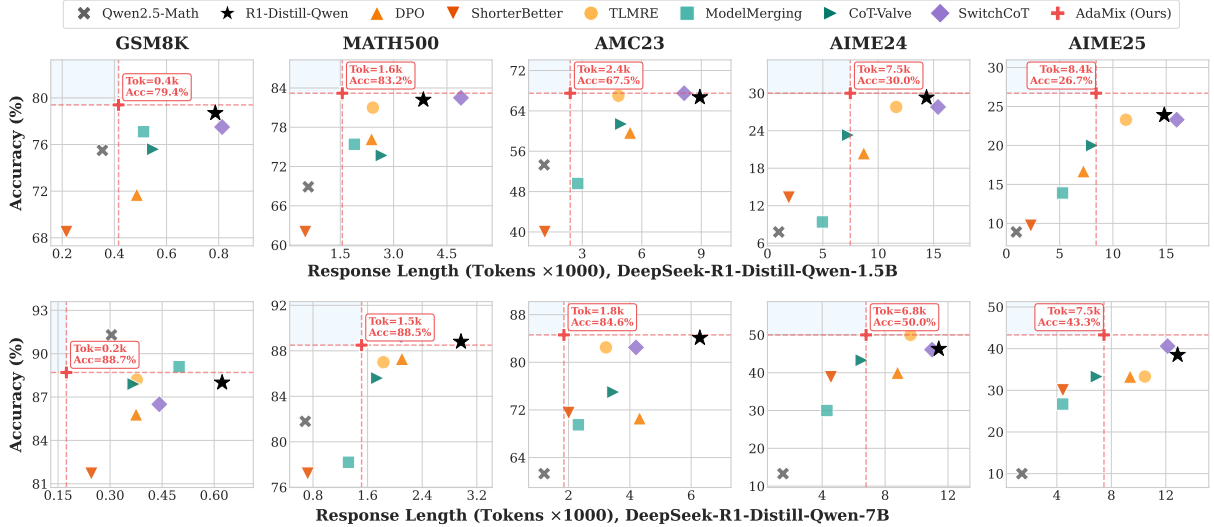 Qwen2.5-Math R1-Distill-Qwen DPO ShorterBetter TLMRE ModelMerging CoT-Valve SwitchCoT AdaMix (Ours)
GSM8K MATH500 AMC23 AIME24 AIME25
Accuracy (%)
80
76
72
68
0.2 0.4 0.6 0.8
Tok=0.4k
Acc=79.4%
84
78
72
66
60
1.5 3.0 4.5
Tok=1.6k
Acc=83.2%
72
64
56
48
40
3 6 9
Tok=2.4k
Acc=67.5%
36
30
24
18
12
6
0 5 10 15
Tok=7.5k
Acc=30.0%
30
25
20
15
10
0 5 10 15
Tok=8.4k
Acc=26.7%
Response Length (Tokens ×1000), DeepSeek-R1-Distill-Qwen-1.5B
Accuracy (%)
93
90
87
84
81
0.15 0.30 0.45 0.60
Tok=0.2k
Acc=88.7%
92
88
84
80
76
0.8 1.6 2.4 3.2
Tok=1.5k
Acc=88.5%
88
80
72
64
2 4 6
Tok=1.8k
Acc=84.6%
50
40
30
20
10
4 8 12
Tok=6.8k
Acc=50.0%
50
40
30
20
10
4 8 12
Tok=7.5k
Acc=43.3%
Response Length (Tokens ×1000), DeepSeek-R1-Distill-Qwen-7B